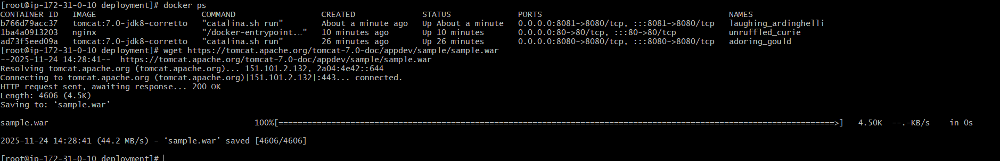 [root@ip-172-31-0-10 deployment]# docker ps
CONTAINER ID   IMAGE                      COMMAND                  CREATED              STATUS              PORTS                                       NAMES
b766d79acc37   tomcat:7.0-jdk8-corretto   "catalina.sh run"        About a minute ago   Up About a minute   0.0.0.0:8081->8080/tcp, :::8081->8080/tcp   laughing_ardinghelli
1ba4a0913203   nginx                      "/docker-entrypoint.…"   10 minutes ago       Up 10 minutes       0.0.0.0:80->80/tcp, :::80->80/tcp           unruffled_curie
ad73f5eed09a   tomcat:7.0-jdk8-corretto   "catalina.sh run"        26 minutes ago       Up 26 minutes       0.0.0.0:8080->8080/tcp, :::8080->8080/tcp   adoring_gould
[root@ip-172-31-0-10 deployment]# wget https://tomcat.apache.org/tomcat-7.0-doc/appdev/sample/sample.war
--2025-11-24 14:28:41--  https://tomcat.apache.org/tomcat-7.0-doc/appdev/sample/sample.war
Resolving tomcat.apache.org (tomcat.apache.org)... 151.101.2.132, 2a04:4e42::644
Connecting to tomcat.apache.org (tomcat.apache.org)|151.101.2.132|:443... connected.
HTTP request sent, awaiting response... 200 OK
Length: 4606 (4.5K)
Saving to: ‘sample.war’
sample.war                                           100%[====================================================================================================================>]   4.50K  --.-KB/s    in 0s
2025-11-24 14:28:41 (44.2 MB/s) - ‘sample.war’ saved [4606/4606]
[root@ip-172-31-0-10 deployment]#